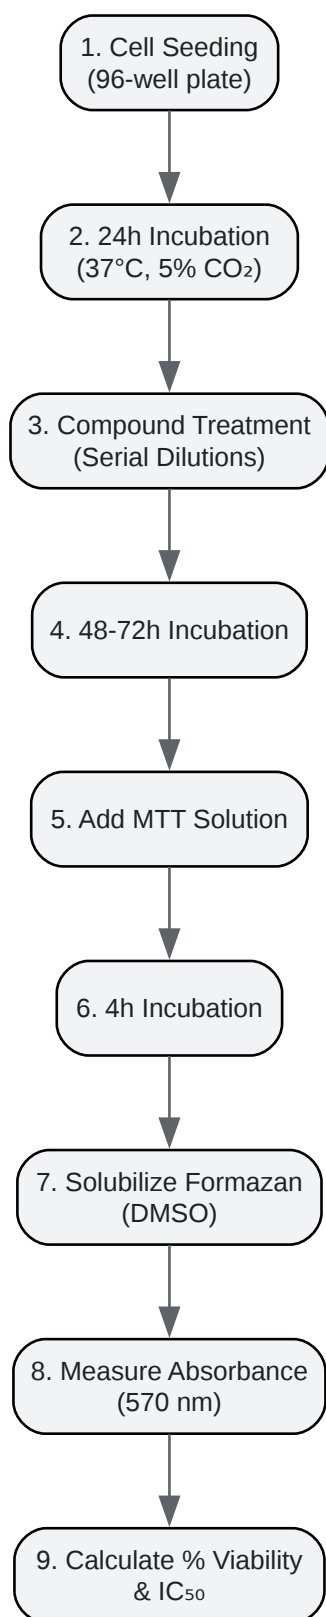 1. Cell Seeding
(96-well plate)
2. 24h Incubation
(37°C, 5% CO₂)
3. Compound Treatment
(Serial Dilutions)
4. 48-72h Incubation
5. Add MTT Solution
6. 4h Incubation
7. Solubilize Formazan
(DMSO)
8. Measure Absorbance
(570 nm)
9. Calculate % Viability
& IC₅₀